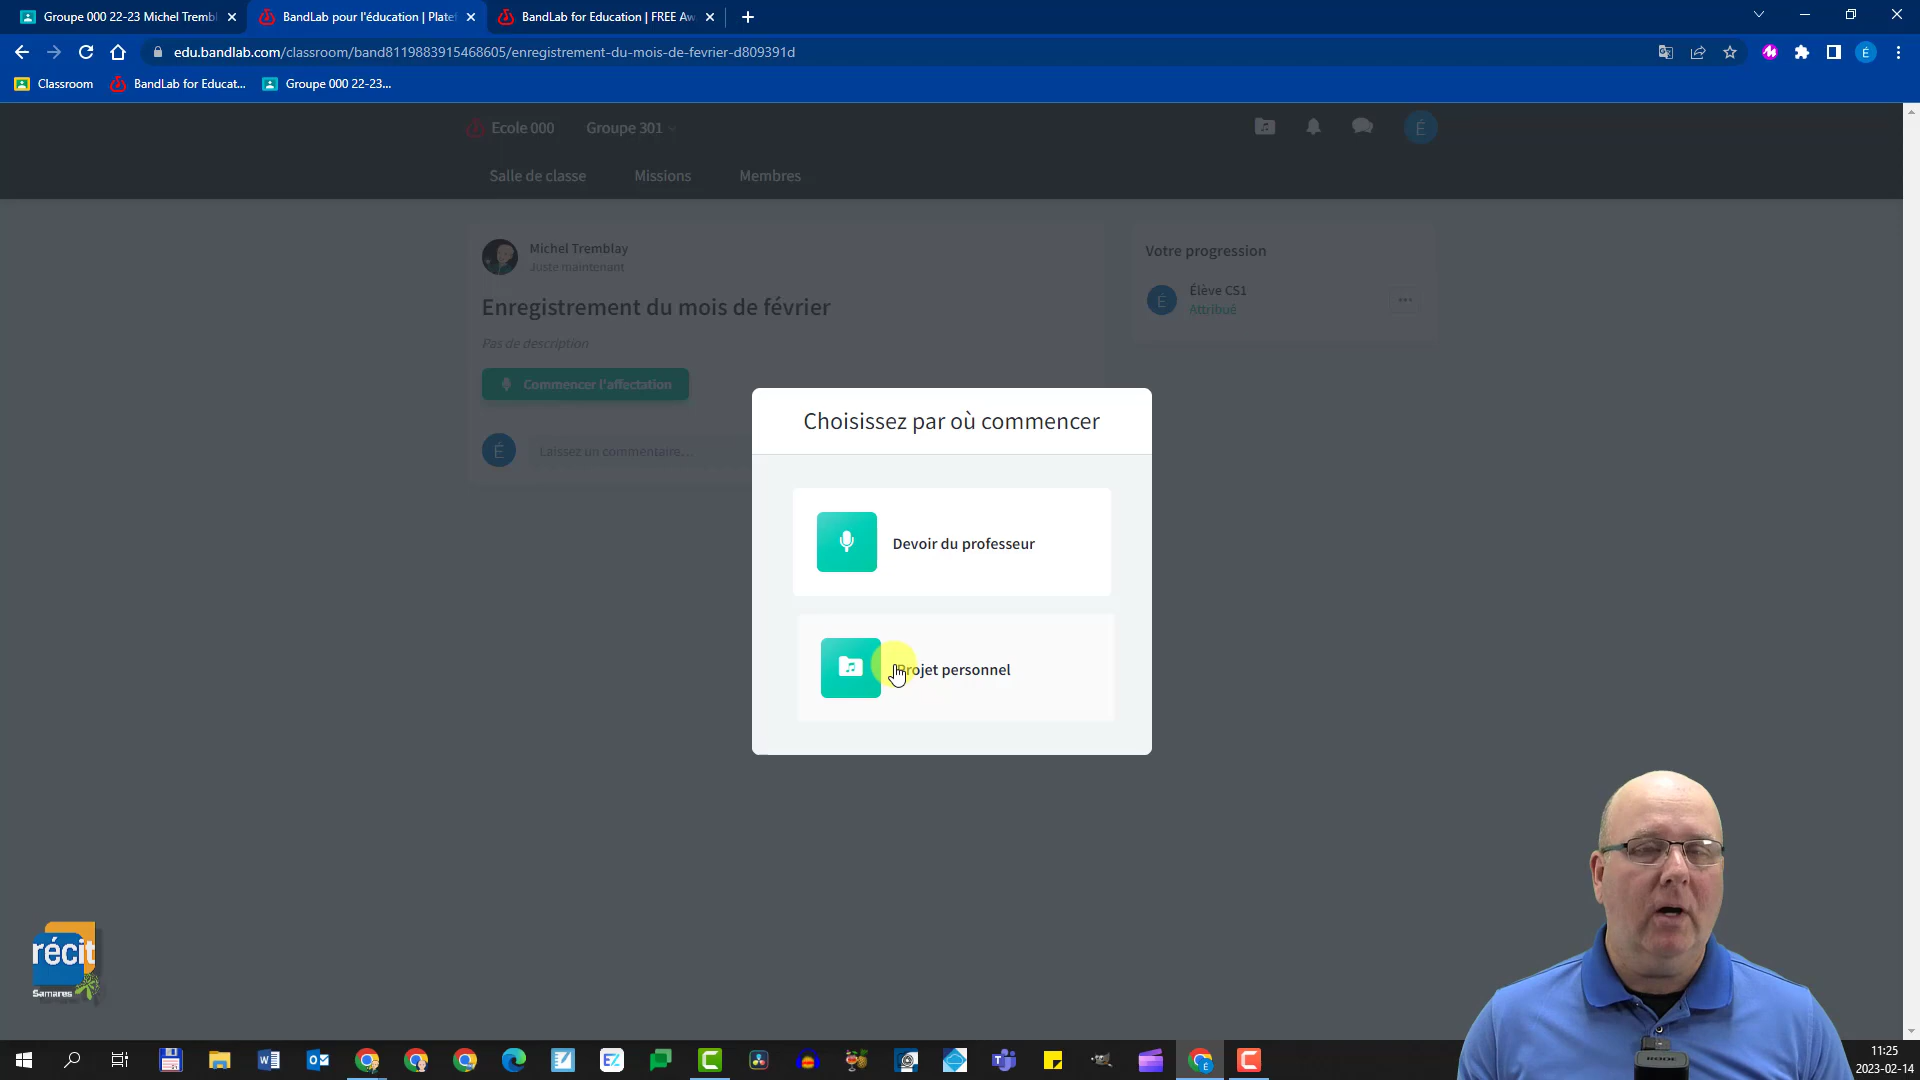 Groupe 000 22-23 Michel Trembl
BandLab pour l'éducation | Platef
BandLab for Education | FREE Aw
edu.bandlab.com/classroom/band8119883915468605/enregistrement-du-mois-de-fevrier-d809391d
Classroom
BandLab for Educat...
Groupe 000 22-23...
Ecole 000
Groupe 301
É
Salle de classe
Missions
Membres
Michel Tremblay
Juste maintenant
Votre progression
Élève CS1
Attribué
É
Enregistrement du mois de février
Pas de description
Commencer l'affectation
É
Laissez un commentaire...
Choisissez par où commencer
Devoir du professeur
Projet personnel
récit
Samares
RODE
11:25
2023-02-14